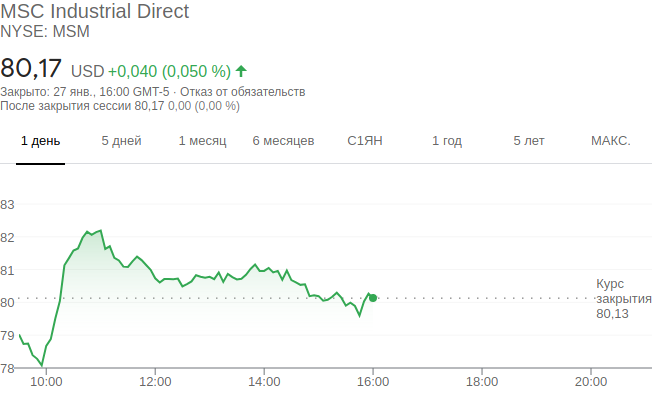 MSC Industrial Direct
NYSE: MSM
80,17 USD +0,040 (0,050 %)
Закрыто: 27 янв., 16:00 GMT-5 · Отказ от обязательств
После закрытия сессии 80,17 0,00 (0,00 %)
1 день 5 дней 1 месяц 6 месяцев С1ЯН 1 год 5 лет МАКС.
83
82
81
Курс
80 закрытия
80,13
79
78
10:00 12:00 14:00 16:00 18:00 20:00